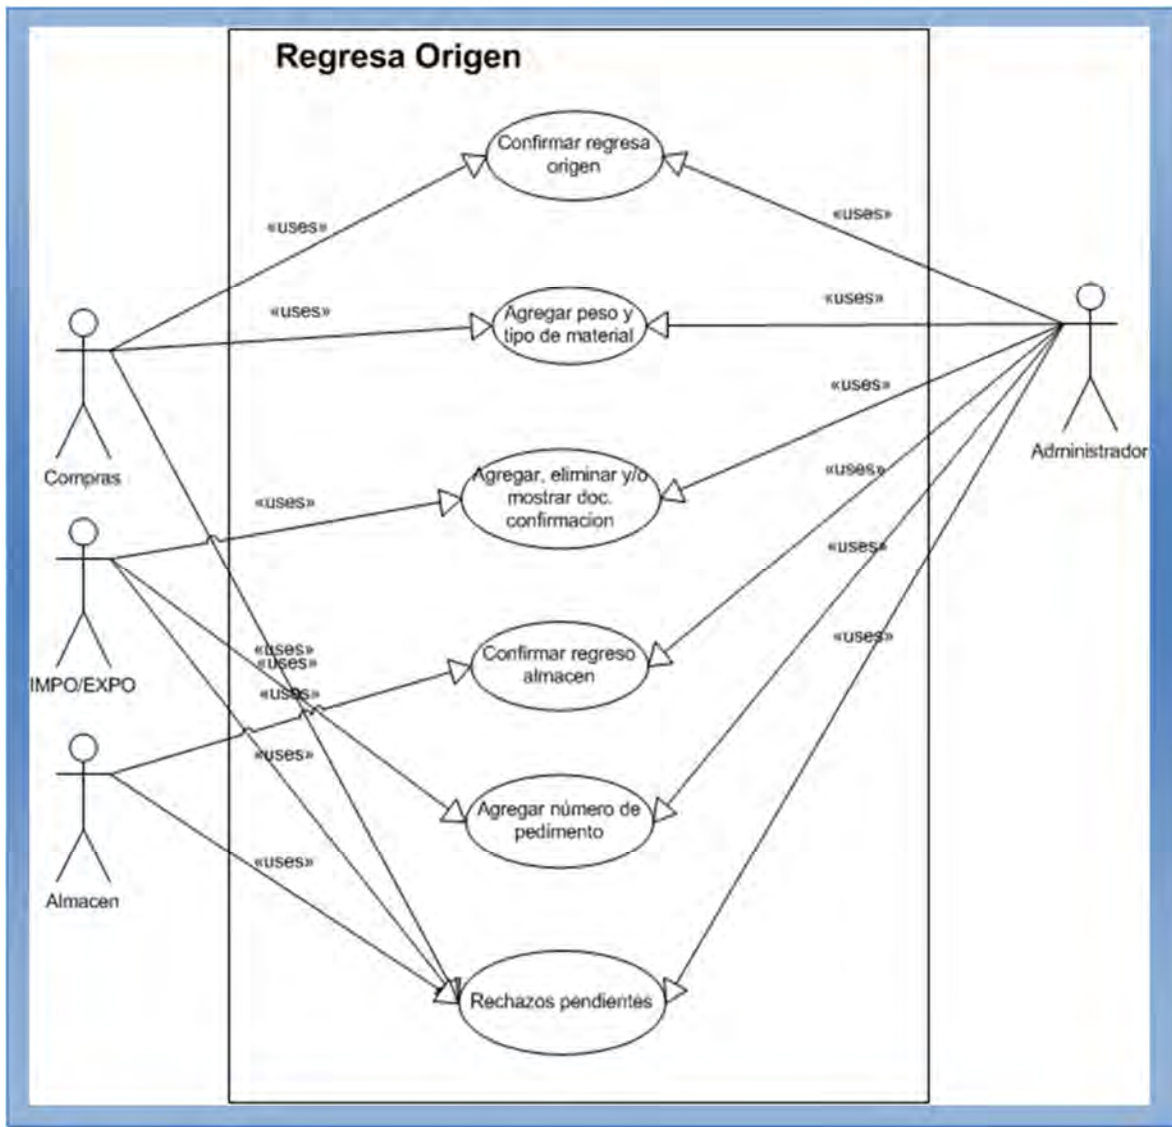 Regresa Origen
Confirmar regresa
origen
«uses»
«uses»
Agregar peso y
tipo de material
«uses»
«uses»
Compras
Administrador
Agregar, eliminar y/o
mostrar doc.
confirmacion
«uses»
«uses»
IMPO/EXPO
Confirmar regreso
almacen
«uses»
«uses»
«uses»
«uses»
«uses»
«uses»
Almacen
Agregar número de
pedimento
«uses»
«uses»
Rechazos pendientes